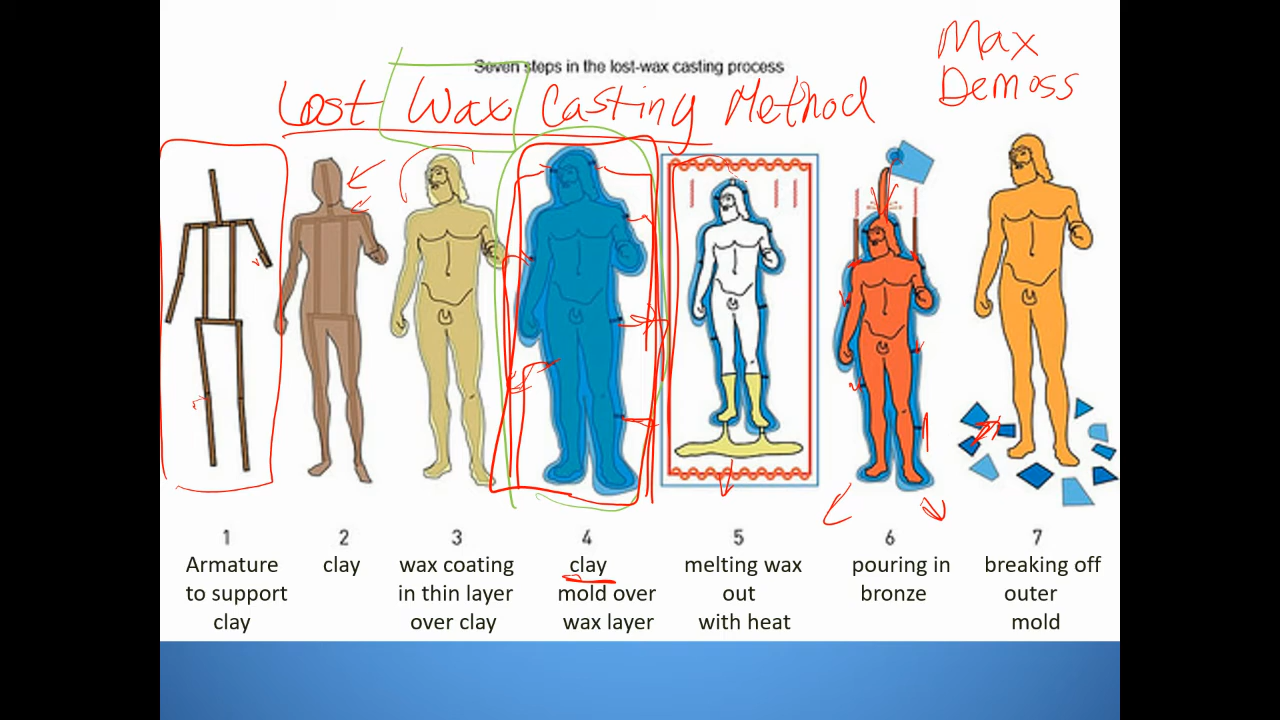 Seven steps in the lost-wax casting process
Max
Demoss
Lost Wax Casting Method
1
Armature
to support
clay
2
clay
3
wax coating
in thin layer
over clay
4
clay
mold over
wax layer
5
melting wax
out
with heat
6
pouring in
bronze
7
breaking off
outer
mold